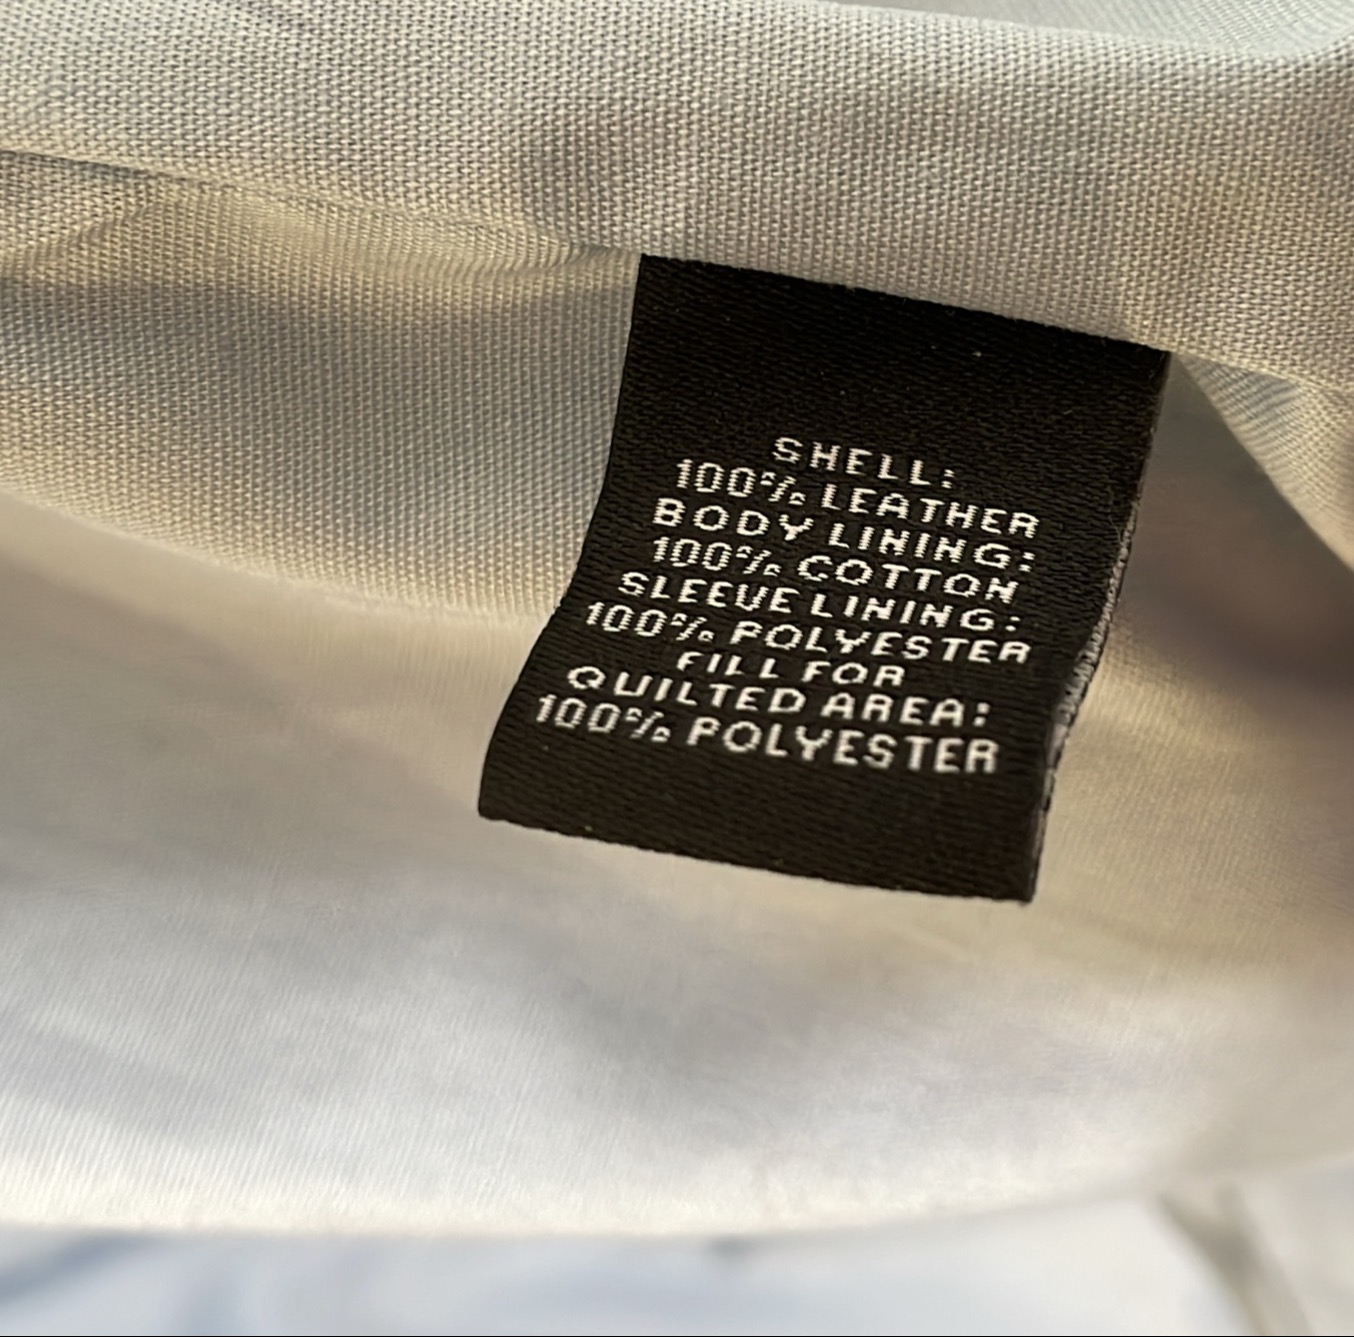 SHELL:
100% LEATHER
BODY LINING:
100% COTTON
SLEEVE LINING:
100% POLYESTER
FILL FOR
QUILTED AREA:
100% POLYESTER